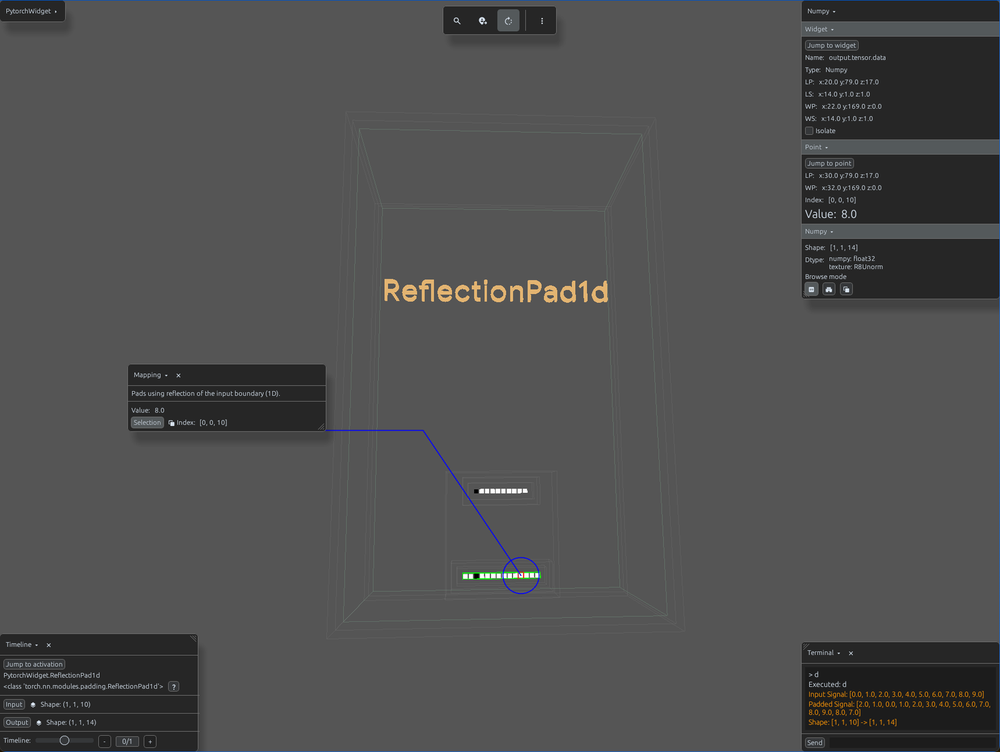 PytorchWidget
Numpy
Widget
Jump to widget
Name: output.tensor.data
Type: Numpy
LP: x:20.0 y:79.0 z:17.0
LS: x:14.0 y:1.0 z:1.0
WP: x:22.0 y:169.0 z:0.0
WS: x:14.0 y:1.0 z:1.0
Isolate
Point
Jump to point
LP: x:30.0 y:79.0 z:17.0
WP: x:32.0 y:169.0 z:0.0
Index: [0, 0, 10]
Value: 8.0
Numpy
Shape: [1, 1, 14]
Dtype: numpy: float32
texture: R8Unorm
Browse mode
ReflectionPad1d
Mapping
Pads using reflection of the input boundary (1D).
Value: 8.0
Selection Index: [0, 0, 10]
Timeline
Jump to activation
PytorchWidget.ReflectionPad1d
<class 'torch.nn.modules.padding.ReflectionPad1d'> ?
Input Shape: (1, 1, 10)
Output Shape: (1, 1, 14)
Timeline: - 0/1 +
Terminal
> d
Executed: d
Input Signal: [0.0, 1.0, 2.0, 3.0, 4.0, 5.0, 6.0, 7.0, 8.0, 9.0]
Padded Signal: [2.0, 1.0, 0.0, 1.0, 2.0, 3.0, 4.0, 5.0, 6.0, 7.0,
8.0, 9.0, 8.0, 7.0]
Shape: [1, 1, 10] -> [1, 1, 14]
Send